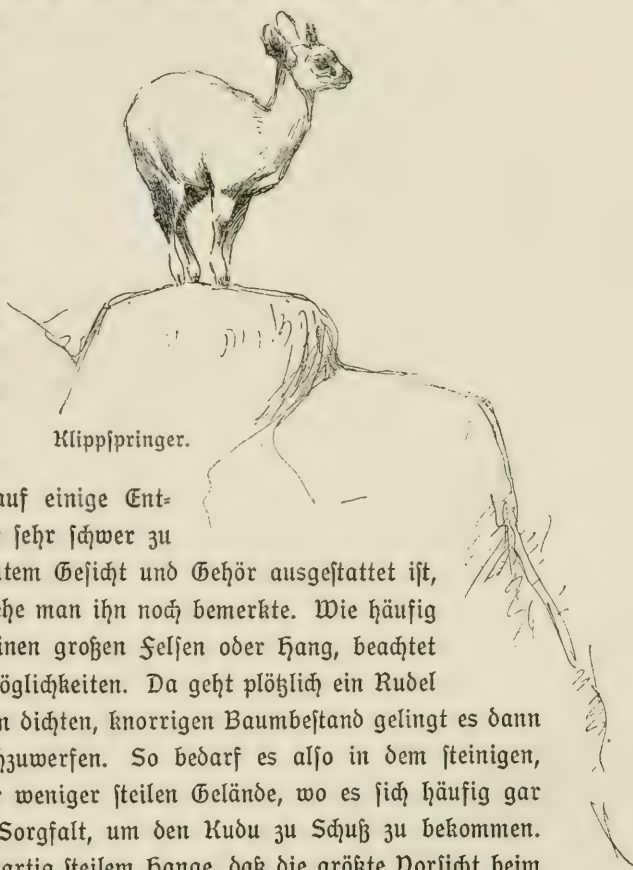 Klippspringer.
auf einige Ent-
sehr schwer zu
tem Gesicht und Gehör ausgestattet ist,
ehe man ihn noch bemerkte. Wie häufig
inen großen Felsen oder Hang, beachtet
öglichkeiten. Da geht plötzlich ein Rudel
n dichten, knorrigen Baumbestand gelingt es dann
hzuwerfen. So bedarf es also in dem steinigen,
r weniger steilen Gelände, wo es sich häufig gar
Sorgfalt, um den Kudu zu Schuß zu bekommen.
artig steilem Hange, daß die größte Vorsicht beim